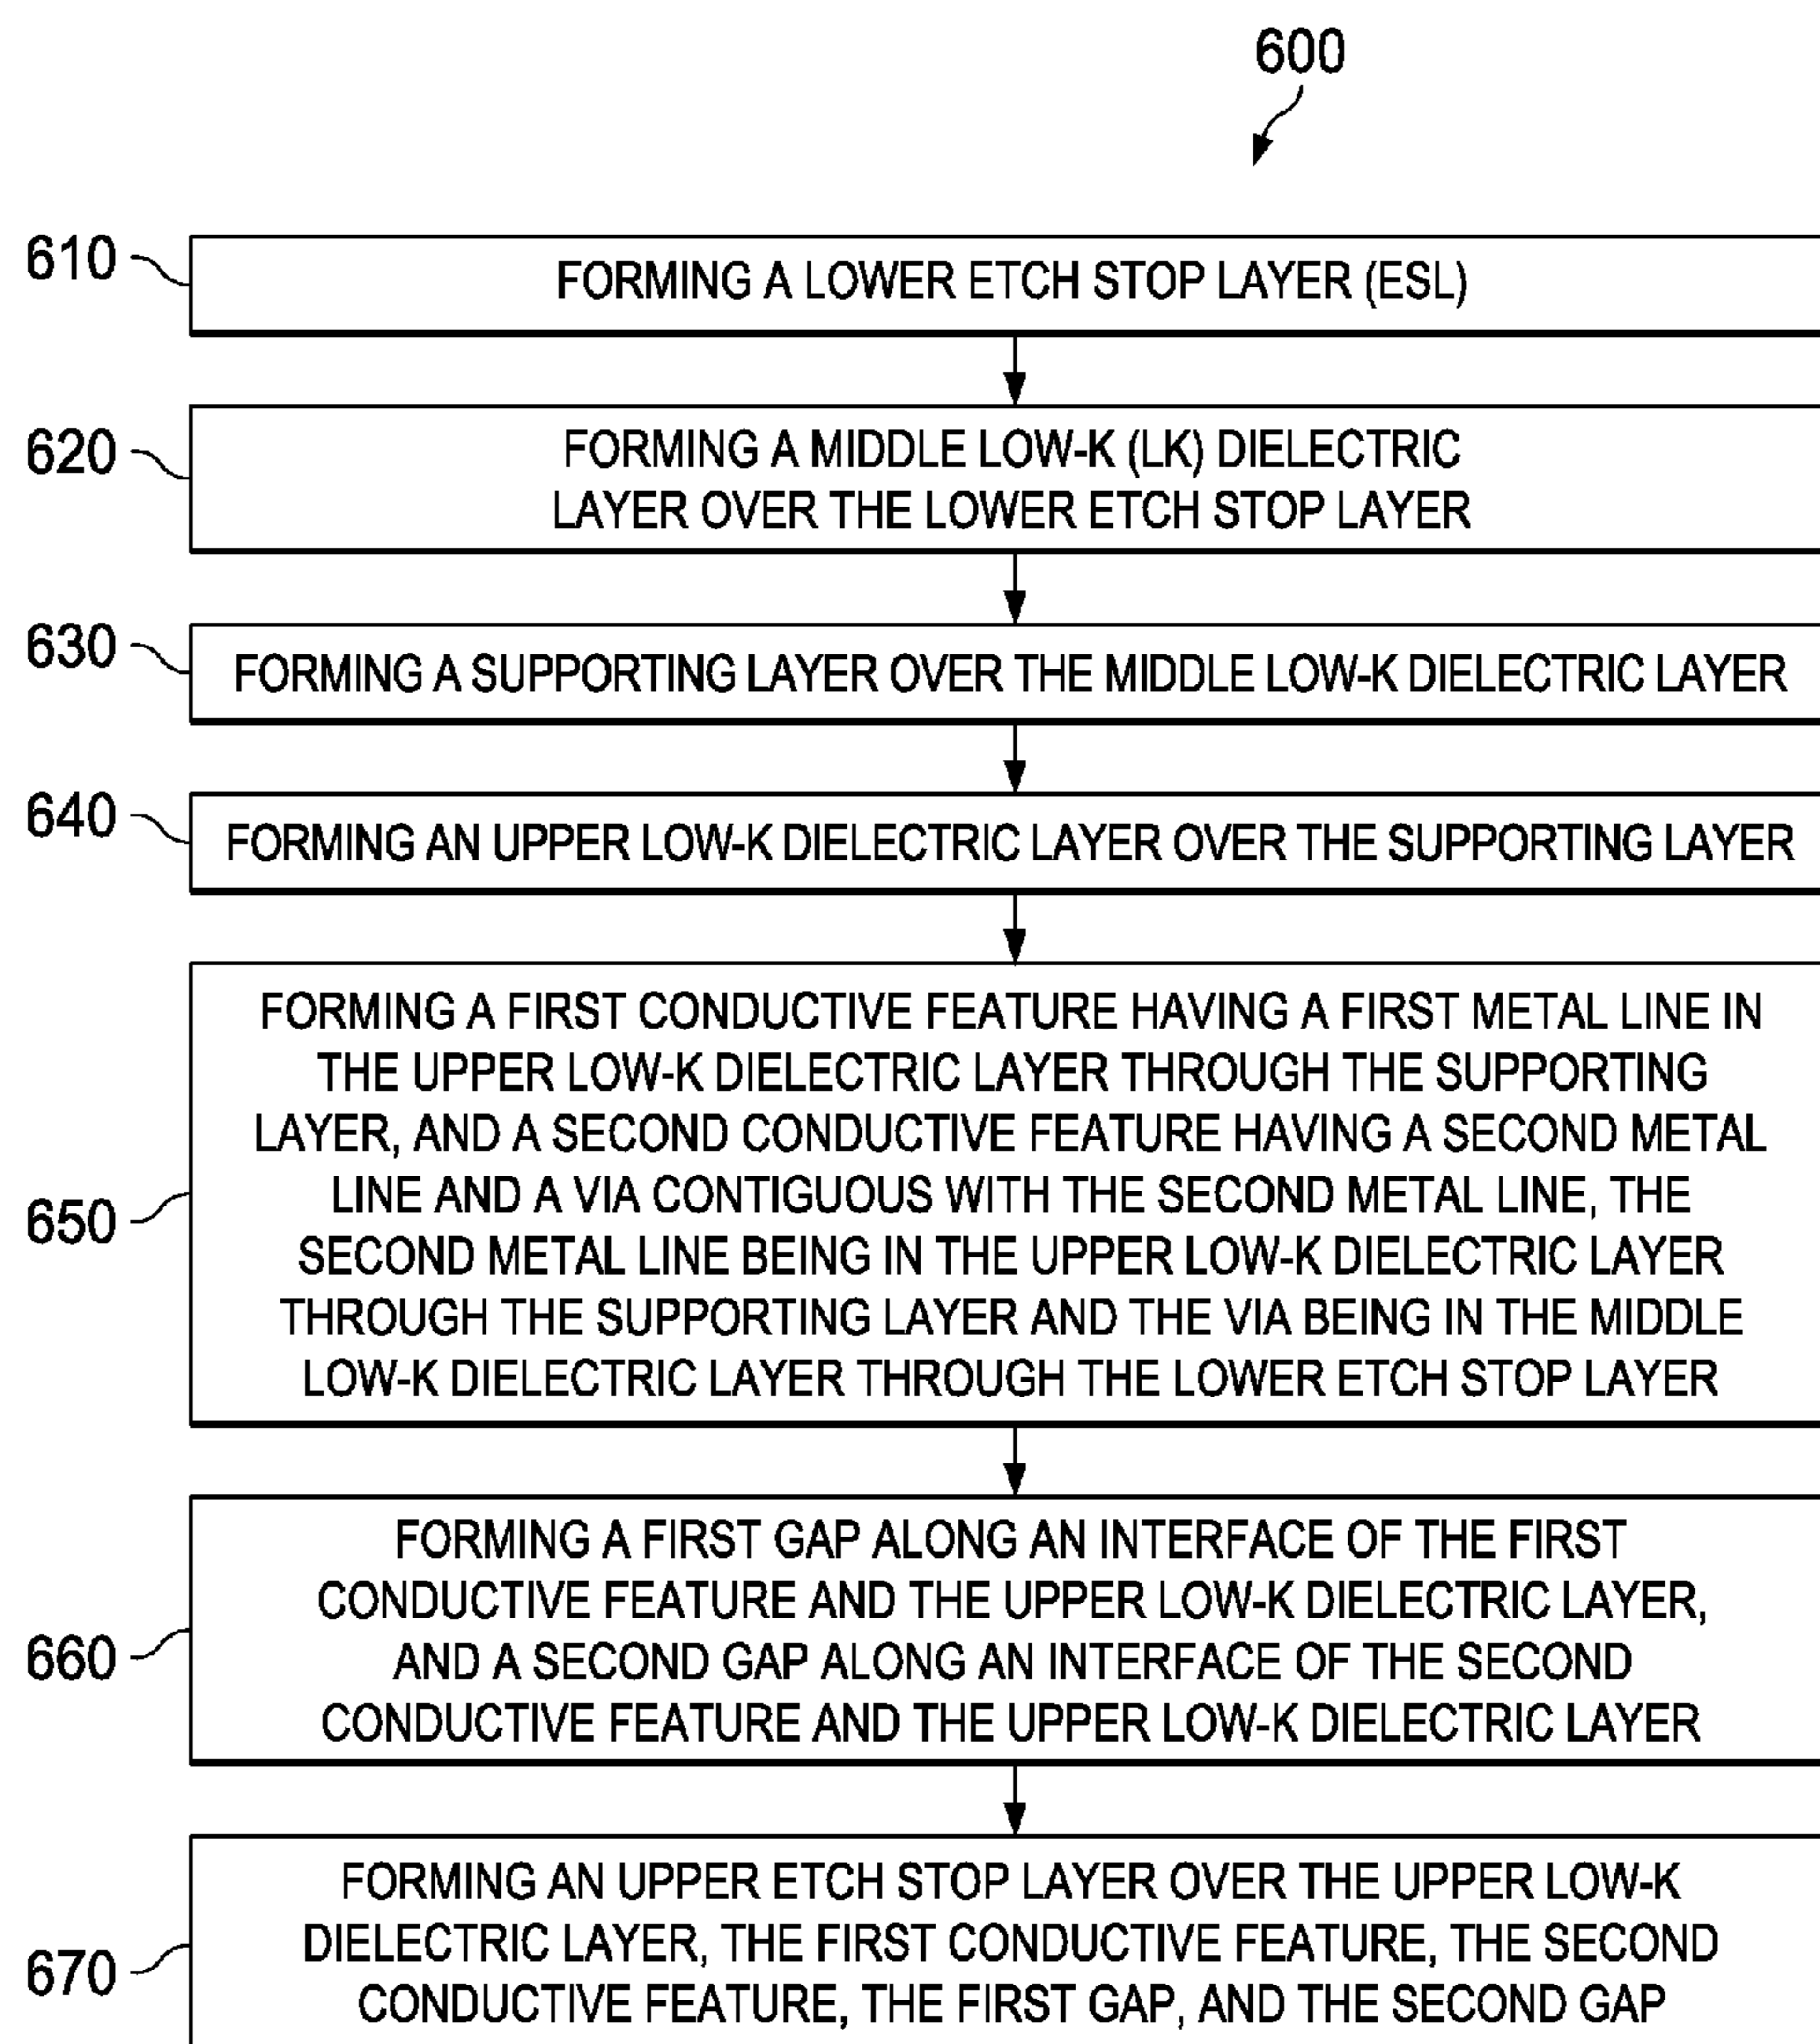 600
610
FORMING A LOWER ETCH STOP LAYER (ESL)
620
FORMING A MIDDLE LOW-K (LK) DIELECTRIC
LAYER OVER THE LOWER ETCH STOP LAYER
630
FORMING A SUPPORTING LAYER OVER THE MIDDLE LOW-K DIELECTRIC LAYER
640
FORMING AN UPPER LOW-K DIELECTRIC LAYER OVER THE SUPPORTING LAYER
650
FORMING A FIRST CONDUCTIVE FEATURE HAVING A FIRST METAL LINE IN
THE UPPER LOW-K DIELECTRIC LAYER THROUGH THE SUPPORTING
LAYER, AND A SECOND CONDUCTIVE FEATURE HAVING A SECOND METAL
LINE AND A VIA CONTIGUOUS WITH THE SECOND METAL LINE, THE
SECOND METAL LINE BEING IN THE UPPER LOW-K DIELECTRIC LAYER
THROUGH THE SUPPORTING LAYER AND THE VIA BEING IN THE MIDDLE
LOW-K DIELECTRIC LAYER THROUGH THE LOWER ETCH STOP LAYER
660
FORMING A FIRST GAP ALONG AN INTERFACE OF THE FIRST
CONDUCTIVE FEATURE AND THE UPPER LOW-K DIELECTRIC LAYER,
AND A SECOND GAP ALONG AN INTERFACE OF THE SECOND
CONDUCTIVE FEATURE AND THE UPPER LOW-K DIELECTRIC LAYER
670
FORMING AN UPPER ETCH STOP LAYER OVER THE UPPER LOW-K
DIELECTRIC LAYER, THE FIRST CONDUCTIVE FEATURE, THE SECOND
CONDUCTIVE FEATURE, THE FIRST GAP, AND THE SECOND GAP